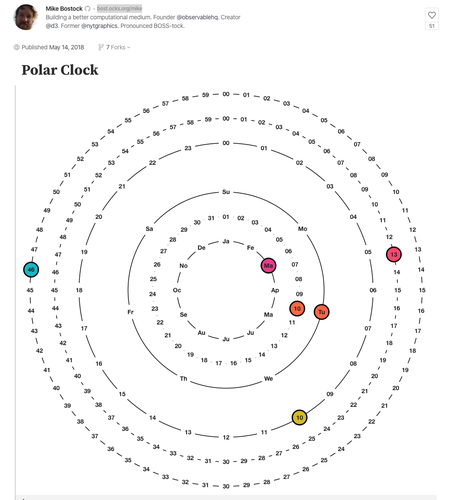 Mike Bostock · best.ocks.org/mike
Building a better computational medium. Founder @observablehq. Creator
@d3. Former @nytgraphics. Pronounced BOSS-tock.
51
Published May 14, 2018
7 Forks
Polar Clock
00 01 02 03 04 05 06 07 08 09 10 11 12 13 14 15 16 17 18 19 20 21 22 23 24 25 26 27 28 29 30 31 32 33 34 35 36 37 38 39 40 41 42 43 44 45 46 47 48 49 50 51 52 53 54 55 56 57 58 59
00 01 02 03 04 05 06 07 08 09 10 11 12 13 14 15 16 17 18 19 20 21 22 23 24 25 26 27 28 29 30 31 32 33 34 35 36 37 38 39 40 41 42 43 44 45 46 47 48 49 50 51 52 53 54 55 56 57 58 59
00 01 02 03 04 05 06 07 08 09 10 11 12 13 14 15 16 17 18 19 20 21 22 23
Su Mo Tu We Th Fr Sa
01 02 03 04 05 06 07 08 09 10 11 12 13 14 15 16 17 18 19 20 21 22 23 24 25 26 27 28 29 30 31
Ja Fe Ma Ap Ma Ju Ju Au Se Oc No De